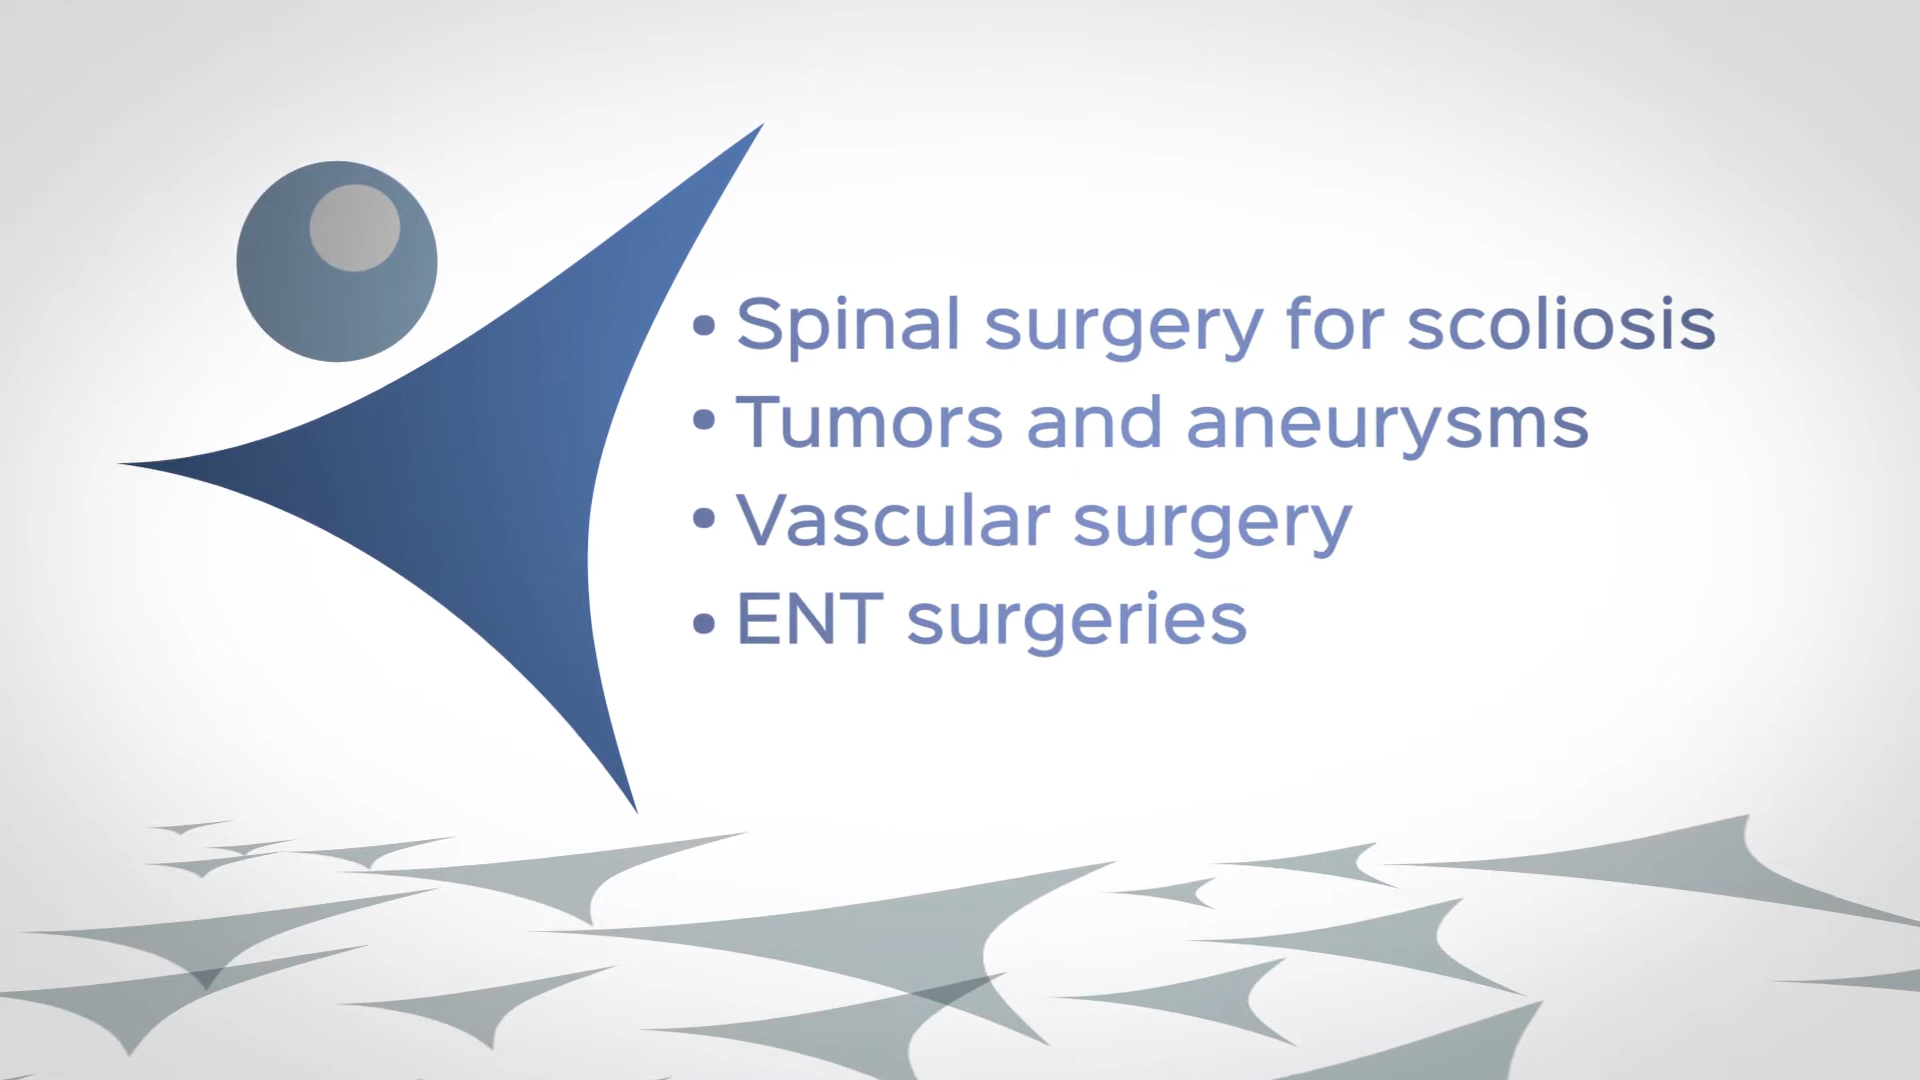 • Spinal surgery for scoliosis
• Tumors and aneurysms
• Vascular surgery
• ENT surgeries